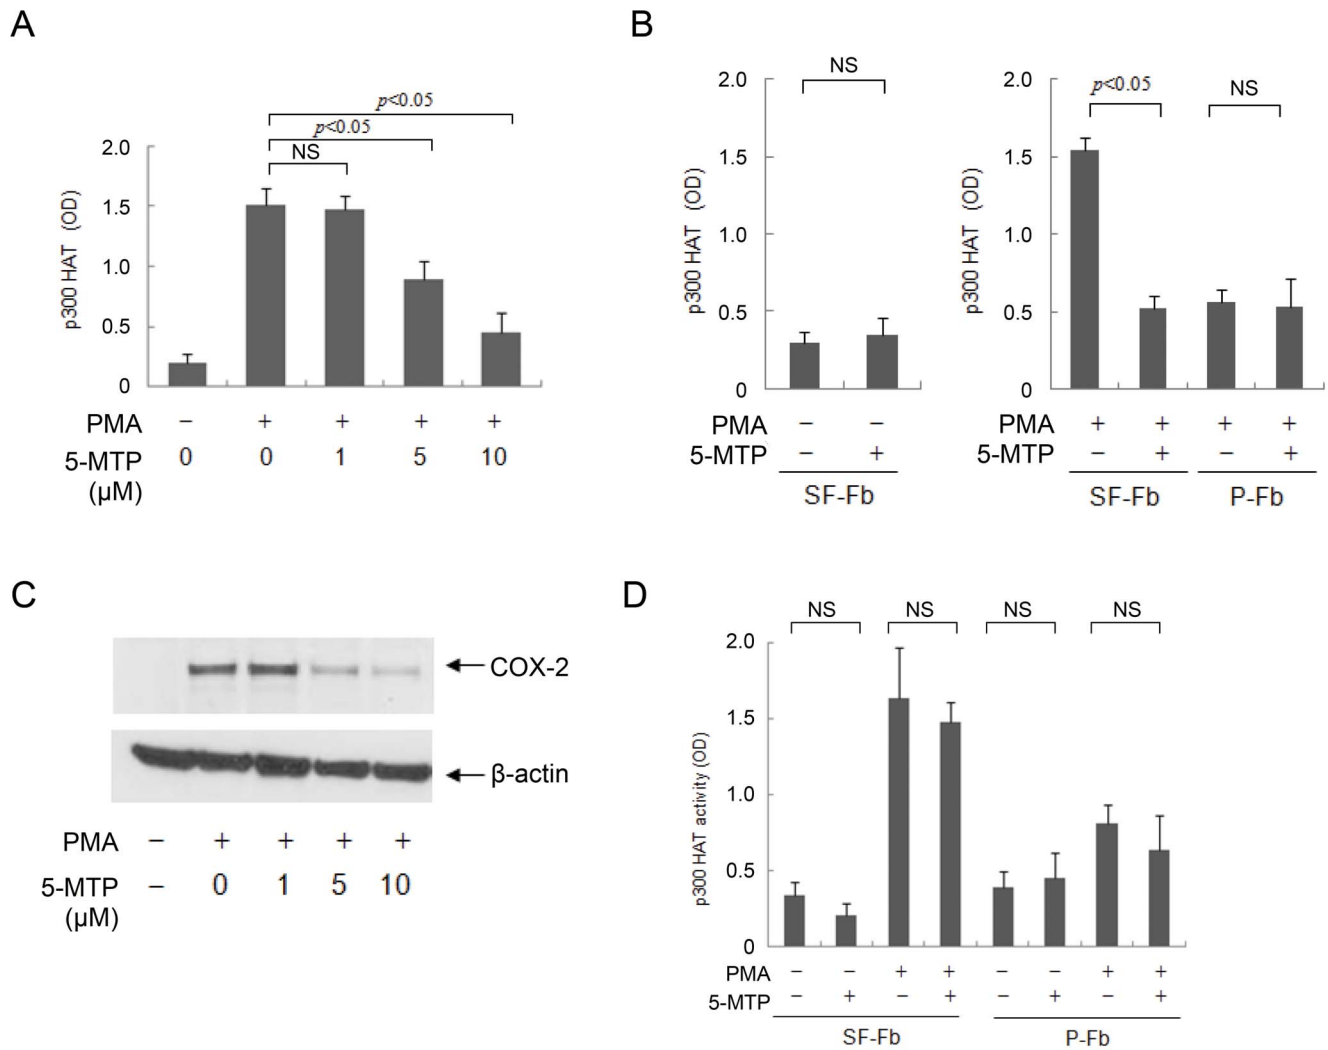 A
p<0.05
p<0.05
NS
2.0
1.5
1.0
0.5
0
p300 HAT (OD)
PMA – + + + +
5-MTP 0 0 1 5 10
(µM)
B
NS
2.0
1.5
1.0
0.5
0
p300 HAT (OD)
PMA – –
5-MTP – +
SF-Fb
p<0.05
NS
2.0
1.5
1.0
0.5
0
p300 HAT (OD)
PMA + + + +
5-MTP – + – +
SF-Fb P-Fb
C
COX-2
β-actin
PMA – + + + +
5-MTP – 0 1 5 10
(µM)
D
NS NS NS NS
2.0
1.5
1.0
0.5
0
p300 HAT activity (OD)
PMA – – + + – – + +
5-MTP – + – + – + – +
SF-Fb P-Fb